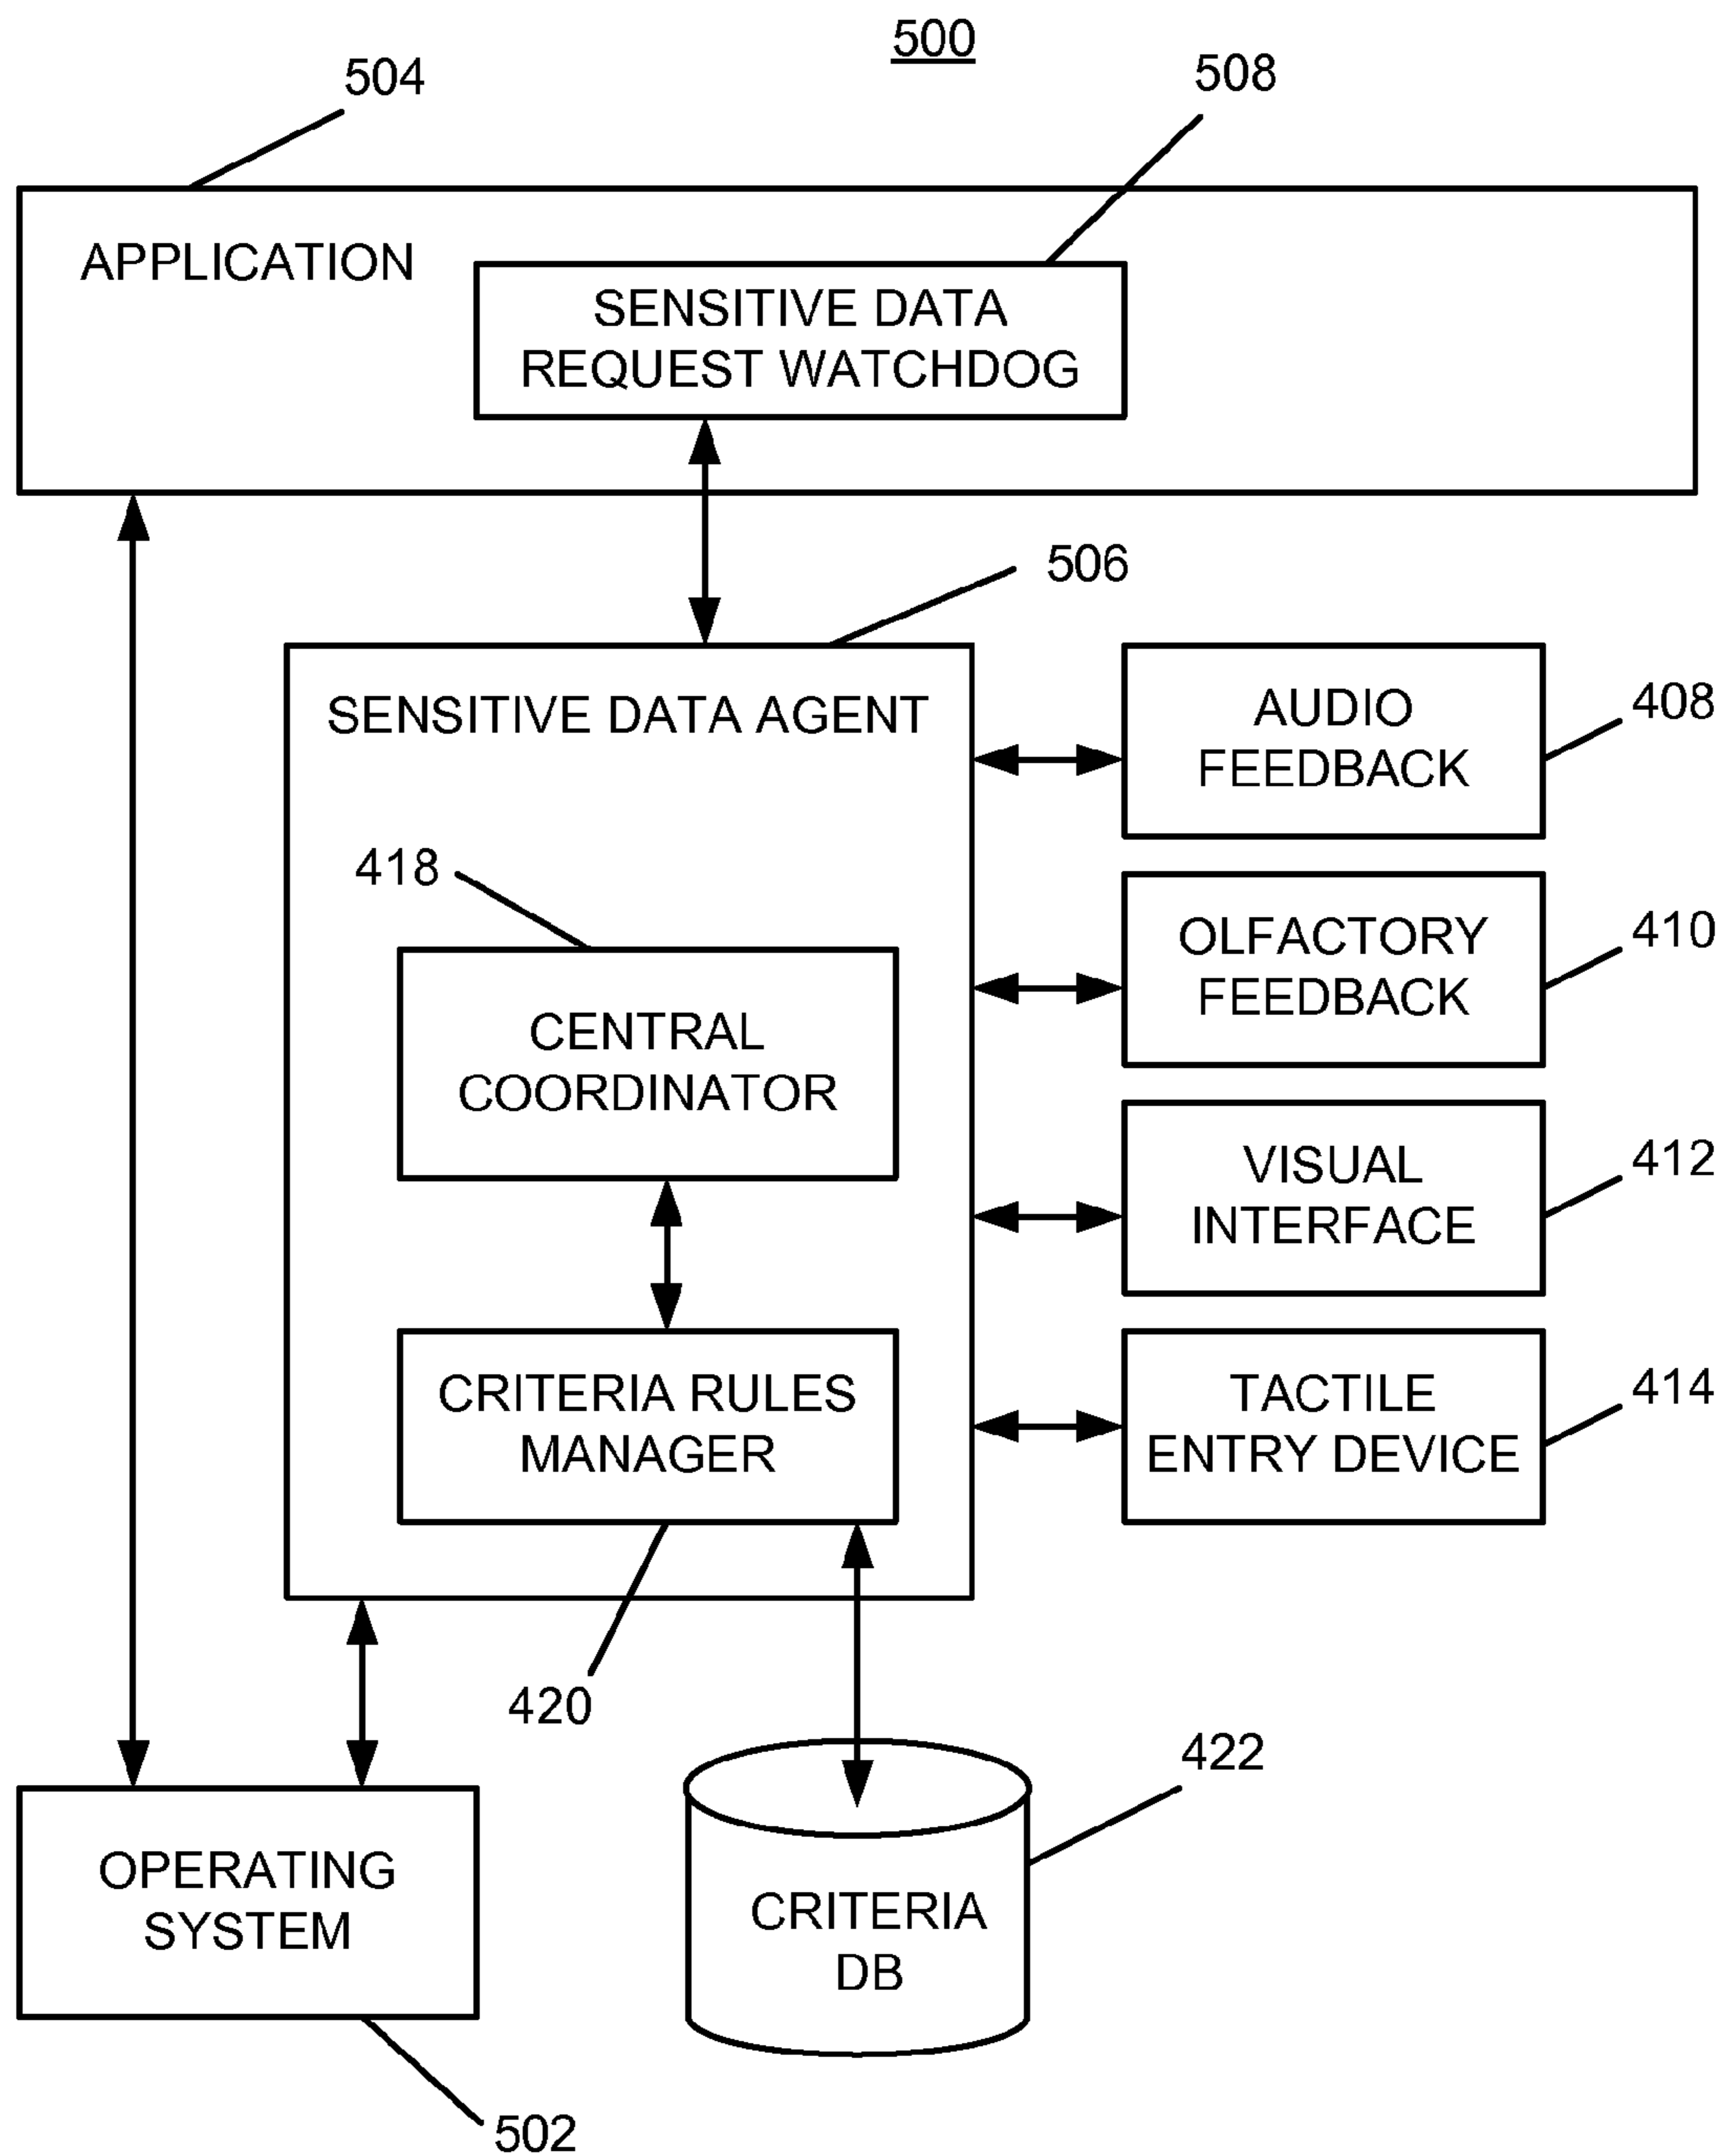 500
504
508
APPLICATION
SENSITIVE DATA
REQUEST WATCHDOG
506
SENSITIVE DATA AGENT
AUDIO
FEEDBACK
408
418
OLFACTORY
FEEDBACK
410
CENTRAL
COORDINATOR
VISUAL
INTERFACE
412
CRITERIA RULES
MANAGER
TACTILE
ENTRY DEVICE
414
420
422
OPERATING
SYSTEM
CRITERIA
DB
502